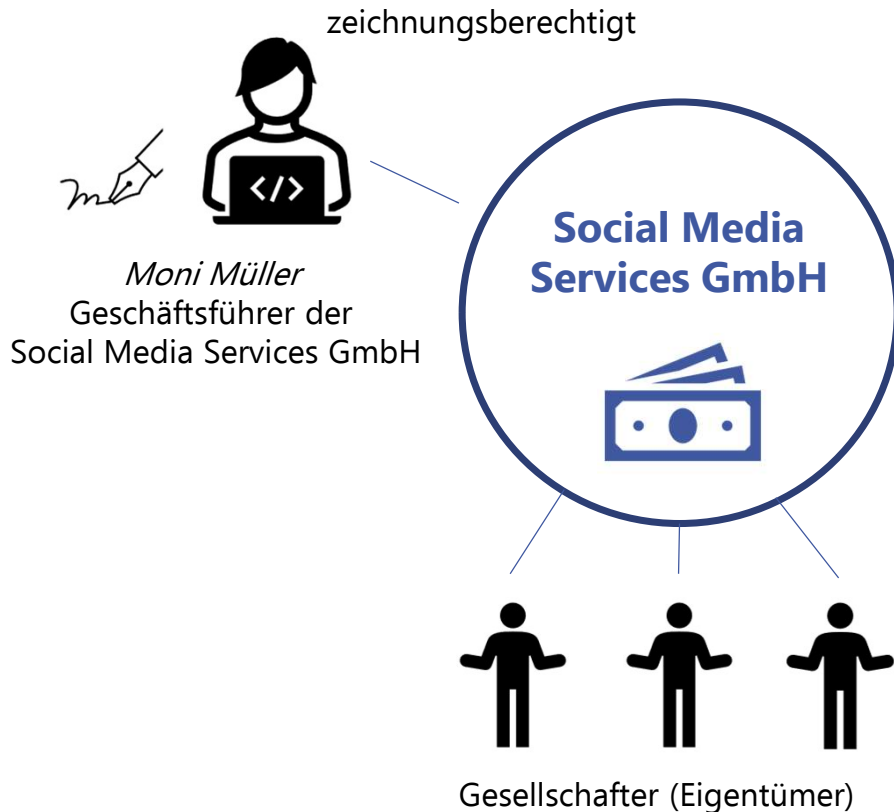 zeichnungsberechtigt
</>
Moni Müller
Geschäftsführer der
Social Media Services GmbH
Social Media
Services GmbH
Gesellschafter (Eigentümer)